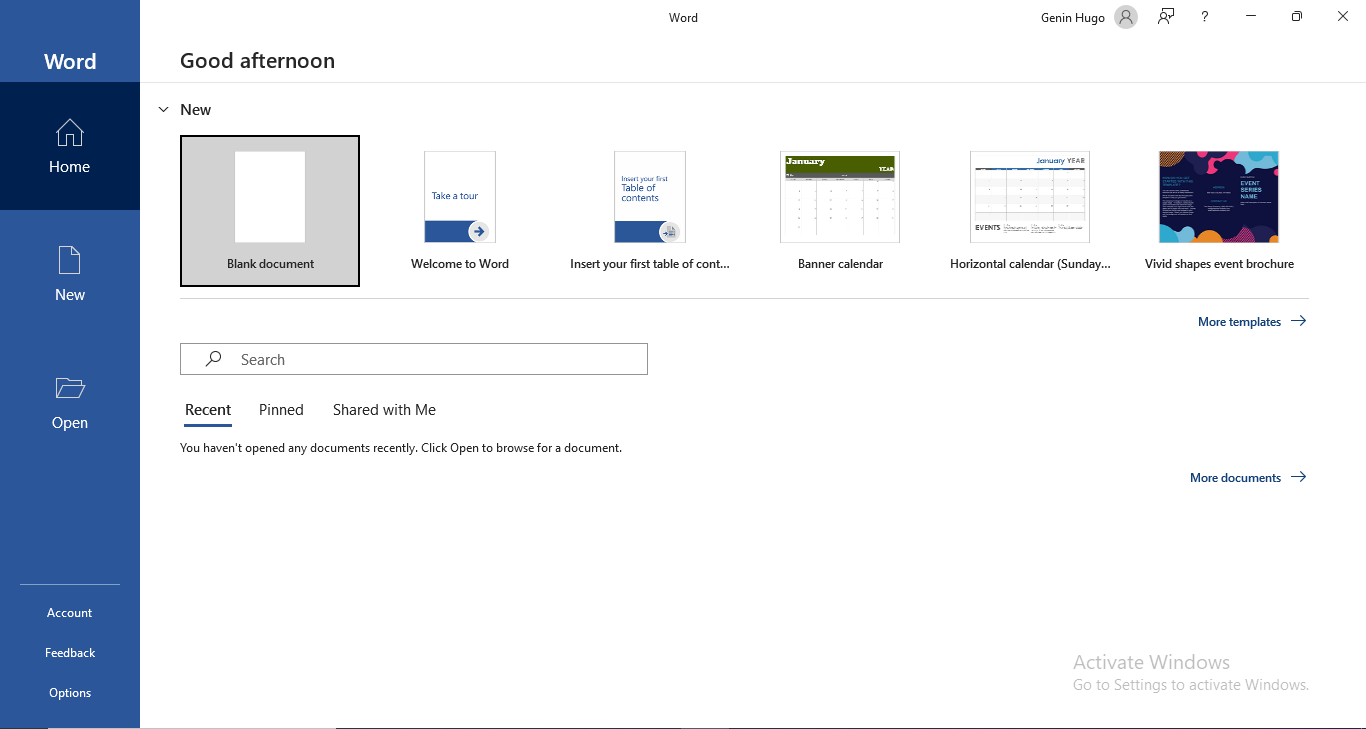 Word
Genin Hugo
?
Word
Good afternoon
New
Home
New
Open
Account
Feedback
Options
Take a tour
Insert your first
Table of
contents
January
YEAR
January YEAR
EVENTS
EVENT
SERIES
NAME
Blank document
Welcome to Word
Insert your first table of cont...
Banner calendar
Horizontal calendar (Sunday...
Vivid shapes event brochure
More templates
Search
Recent
Pinned
Shared with Me
You haven't opened any documents recently. Click Open to browse for a document.
More documents
Activate Windows
Go to Settings to activate Windows.